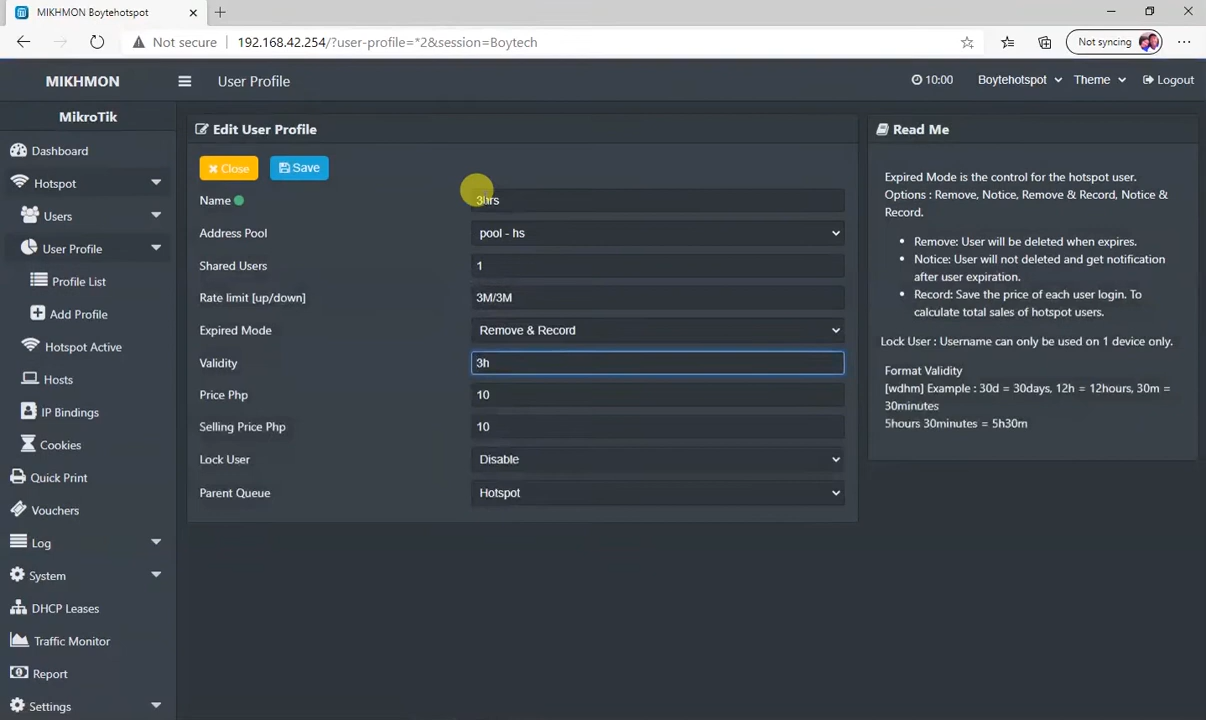 MIKHMON Boytehotspot
Not secure 192.168.42.254/?user-profile=*2&session=Boytech
Not syncing
MIKHMON
User Profile
10:00
Boytehotspot
Theme
Logout
MikroTik
Dashboard
Hotspot
Users
User Profile
Profile List
Add Profile
Hotspot Active
Hosts
IP Bindings
Cookies
Quick Print
Vouchers
Log
System
DHCP Leases
Traffic Monitor
Report
Settings
Edit User Profile
Close
Save
Name 3hrs
Address Pool pool - hs
Shared Users 1
Rate limit [up/down] 3M/3M
Expired Mode Remove & Record
Validity 3h
Price Php 10
Selling Price Php 10
Lock User Disable
Parent Queue Hotspot
Read Me
Expired Mode is the control for the hotspot user.
Options : Remove, Notice, Remove & Record, Notice &
Record.
Remove: User will be deleted when expires.
Notice: User will not deleted and get notification
after user expiration.
Record: Save the price of each user login. To
calculate total sales of hotspot users.
Lock User : Username can only be used on 1 device only.
Format Validity
[wdhm] Example : 30d = 30days, 12h = 12hours, 30m =
30minutes
5hours 30minutes = 5h30m